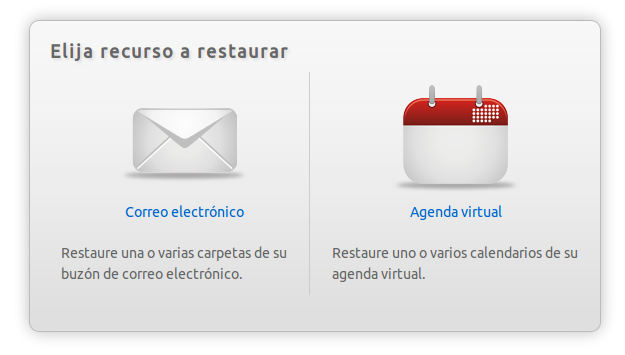 Elija recurso a restaurar
Correo electrónico
Restaure una o varias carpetas de su
buzón de correo electrónico.
Agenda virtual
Restaure uno o varios calendarios de su
agenda virtual.